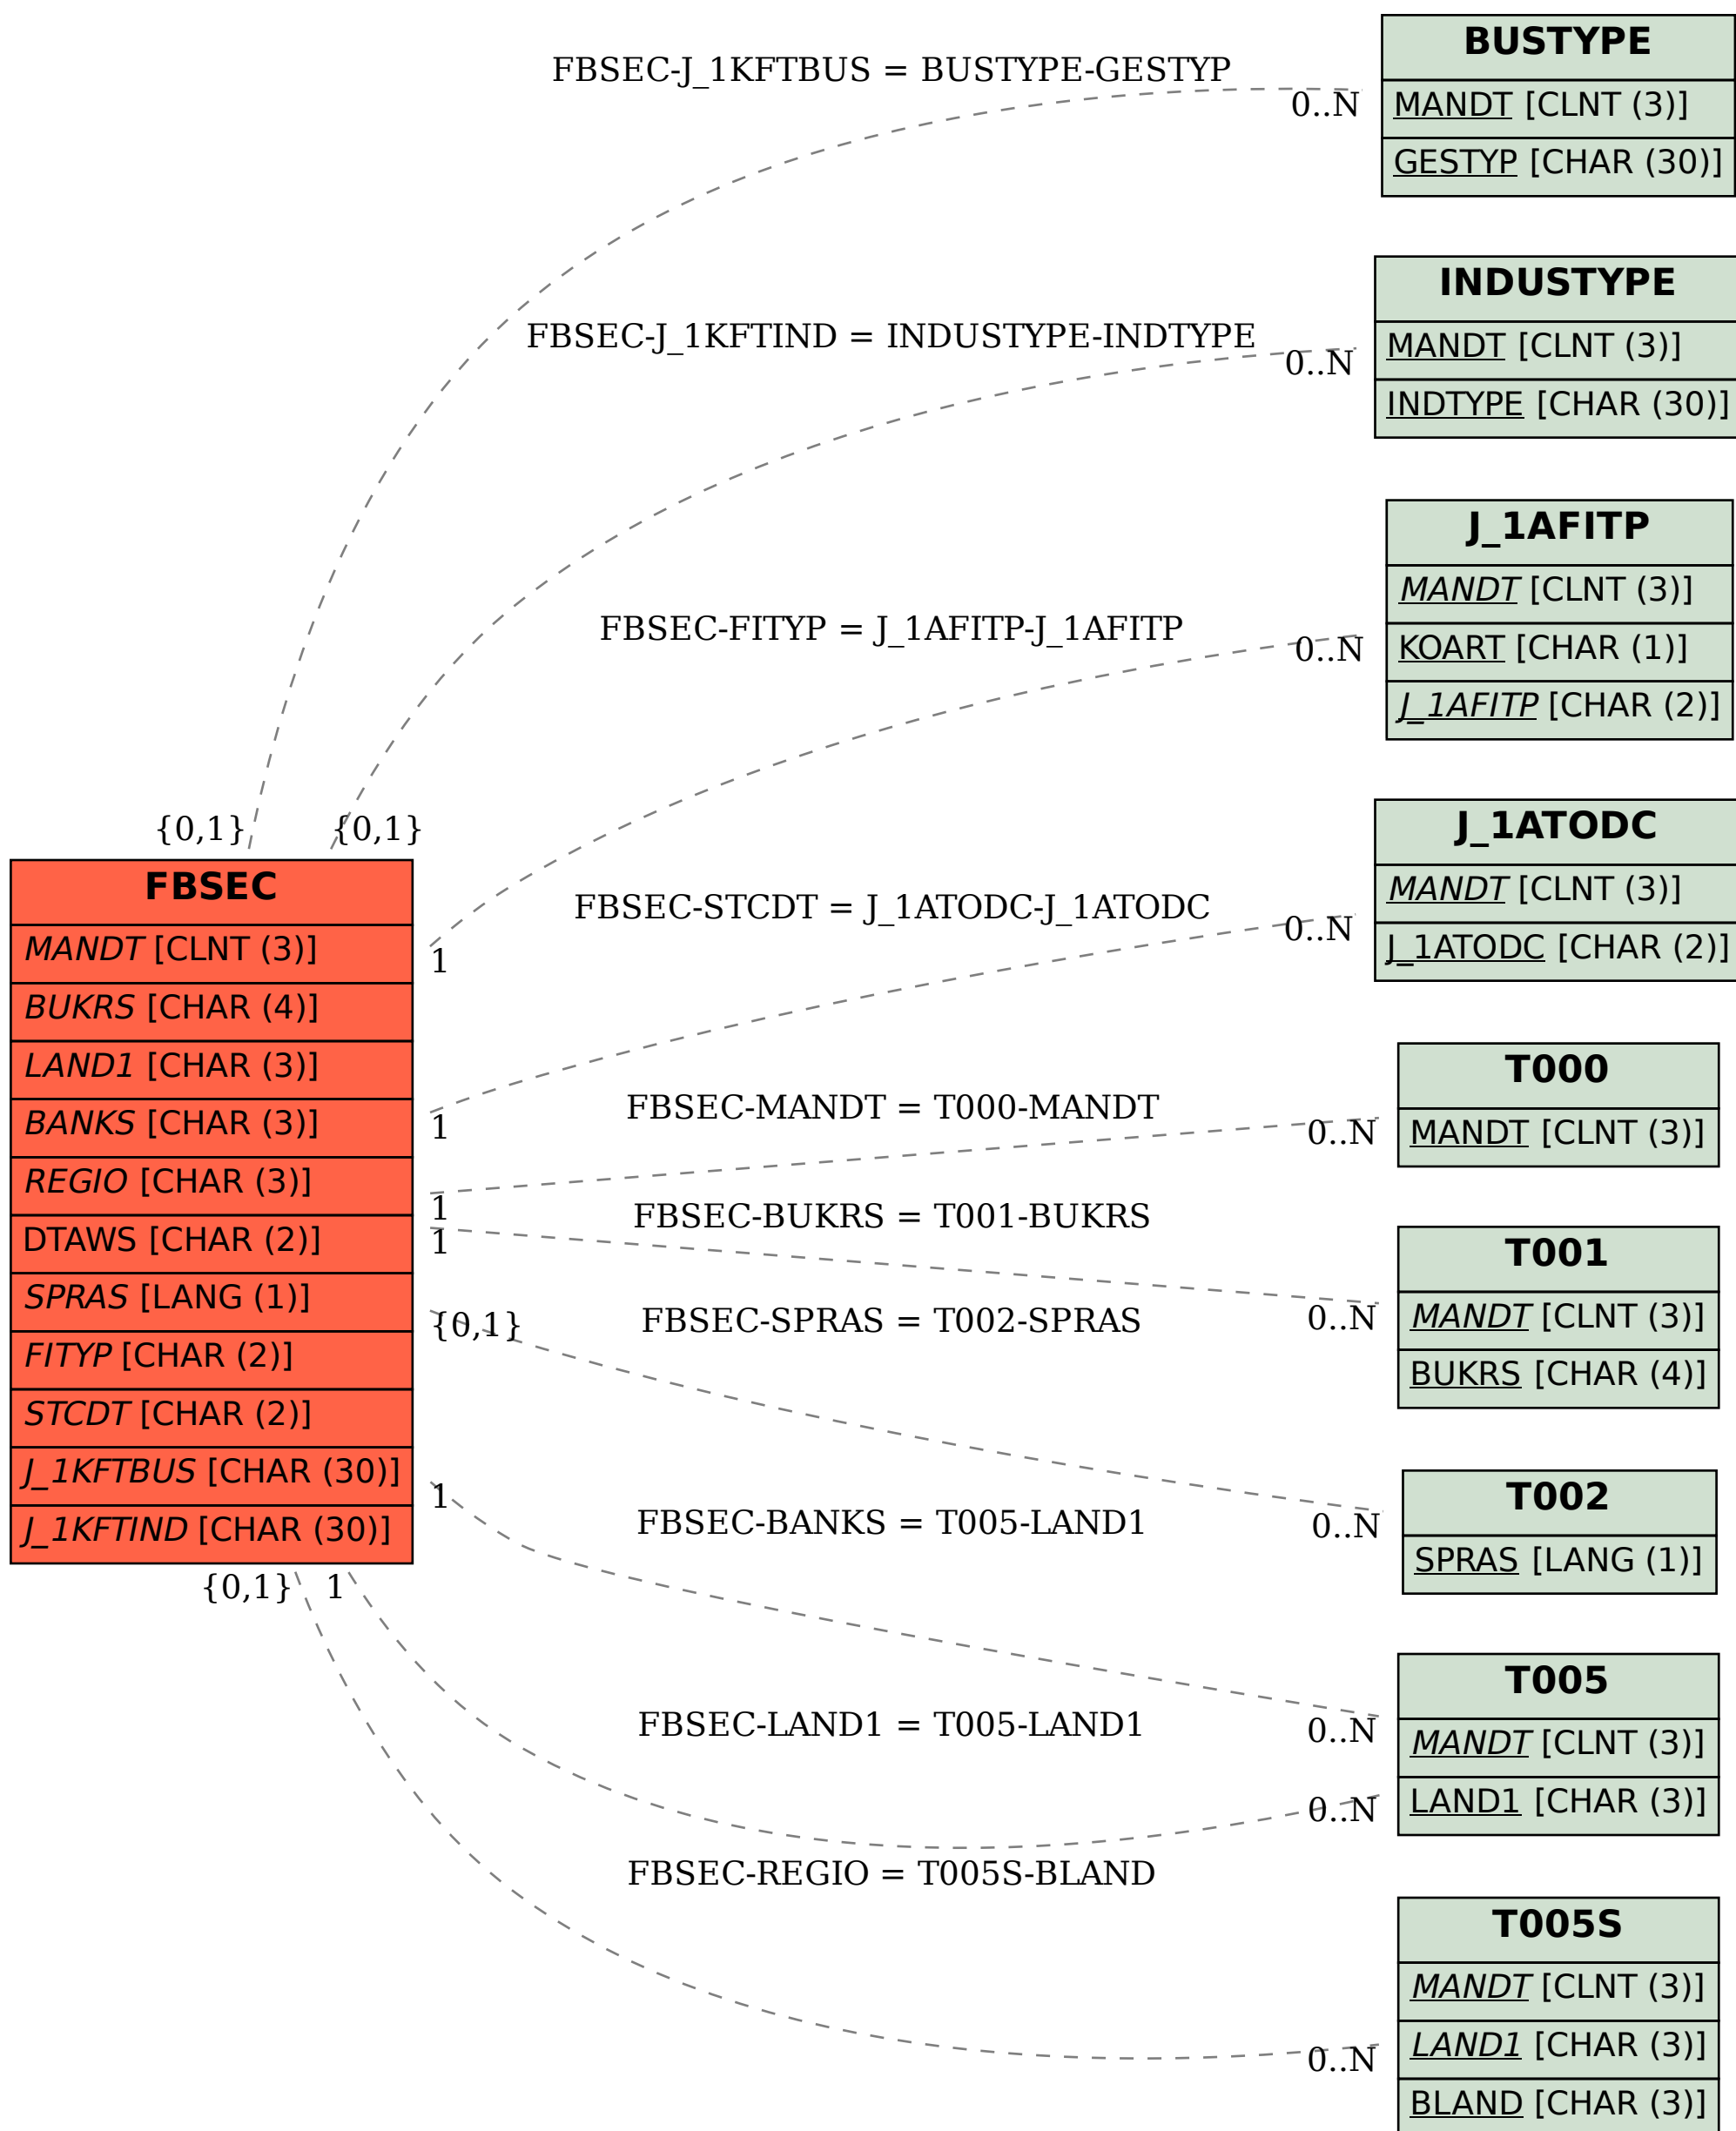 BUSTYPE
FBSEC-J_1KFTBUS = BUSTYPE-GESTYP
0..N
MANDT [CLNT (3)]
GESTYP [CHAR (30)]
INDUSTYPE
FBSEC-J_1KFTIND = INDUSTYPE-INDTYPE
0..N
MANDT [CLNT (3)]
INDTYPE [CHAR (30)]
J_1AFITP
MANDT [CLNT (3)]
FBSEC-FITYP = J_1AFITP-J_1AFITP
0..N
KOART [CHAR (1)]
J_1AFITP [CHAR (2)]
{0,1}
{0,1}
J_1ATODC
MANDT [CLNT (3)]
FBSEC-STCDT = J_1ATODC-J_1ATODC
0..N
J_1ATODC [CHAR (2)]
FBSEC
MANDT [CLNT (3)]
BUKRS [CHAR (4)]
LAND1 [CHAR (3)]
BANKS [CHAR (3)]
REGIO [CHAR (3)]
DTAWS [CHAR (2)]
SPRAS [LANG (1)]
FITYP [CHAR (2)]
STCDT [CHAR (2)]
J_1KFTBUS [CHAR (30)]
J_1KFTIND [CHAR (30)]
1
1
1
1
{0,1}
1
{0,1}
1
T000
FBSEC-MANDT = T000-MANDT
0..N
MANDT [CLNT (3)]
FBSEC-BUKRS = T001-BUKRS
T001
0..N
MANDT [CLNT (3)]
BUKRS [CHAR (4)]
FBSEC-SPRAS = T002-SPRAS
T002
0..N
SPRAS [LANG (1)]
FBSEC-BANKS = T005-LAND1
T005
FBSEC-LAND1 = T005-LAND1
0..N
MANDT [CLNT (3)]
0..N
LAND1 [CHAR (3)]
FBSEC-REGIO = T005S-BLAND
T005S
MANDT [CLNT (3)]
0..N
LAND1 [CHAR (3)]
BLAND [CHAR (3)]